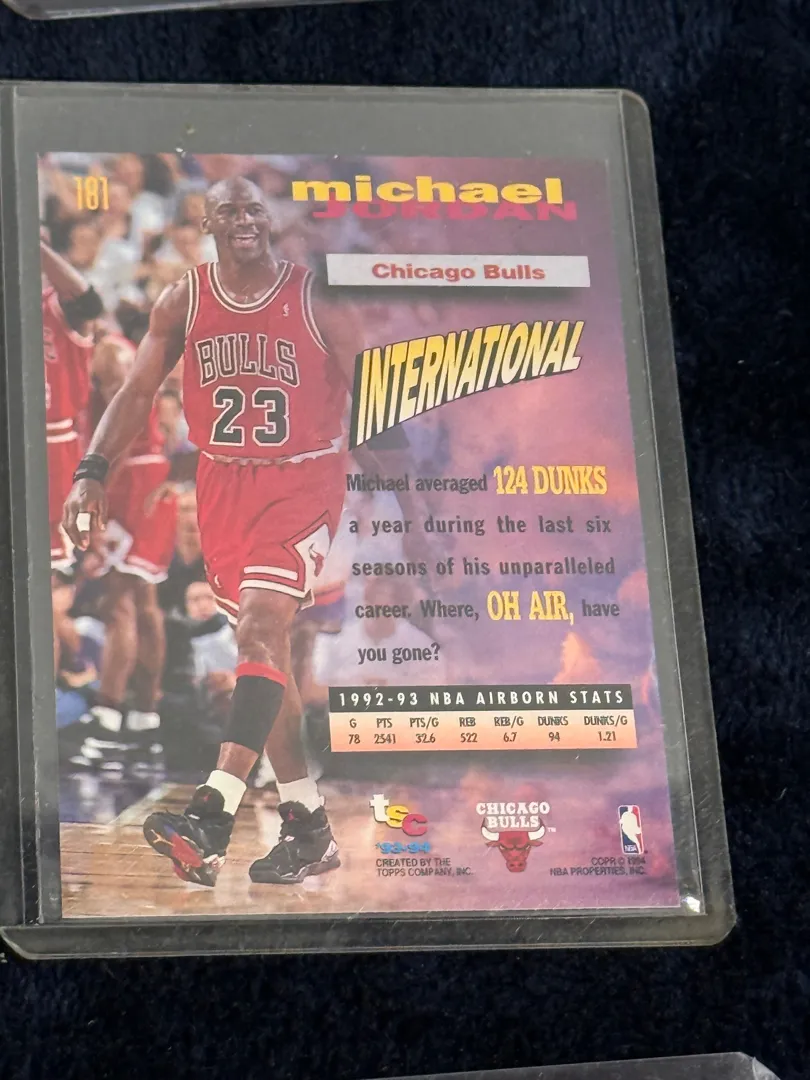 181
michael
JORDAN
Chicago Bulls
INTERNATIONAL
BULLS
23
Michael averaged 124 DUNKS
a year during the last six
seasons of his unparalleled
career. Where, OH AIR, have
you gone?
1992-93 NBA AIRBORN STATS
G PTS PTS/G REB REB/G DUNKS DUNKS/G
78 2541 32.6 522 6.7 94 1.21
tsc
'93-94
CREATED BY THE
TOPPS COMPANY, INC.
CHICAGO
BULLS
TM
NBA
COPR © 1994
NBA PROPERTIES, INC.